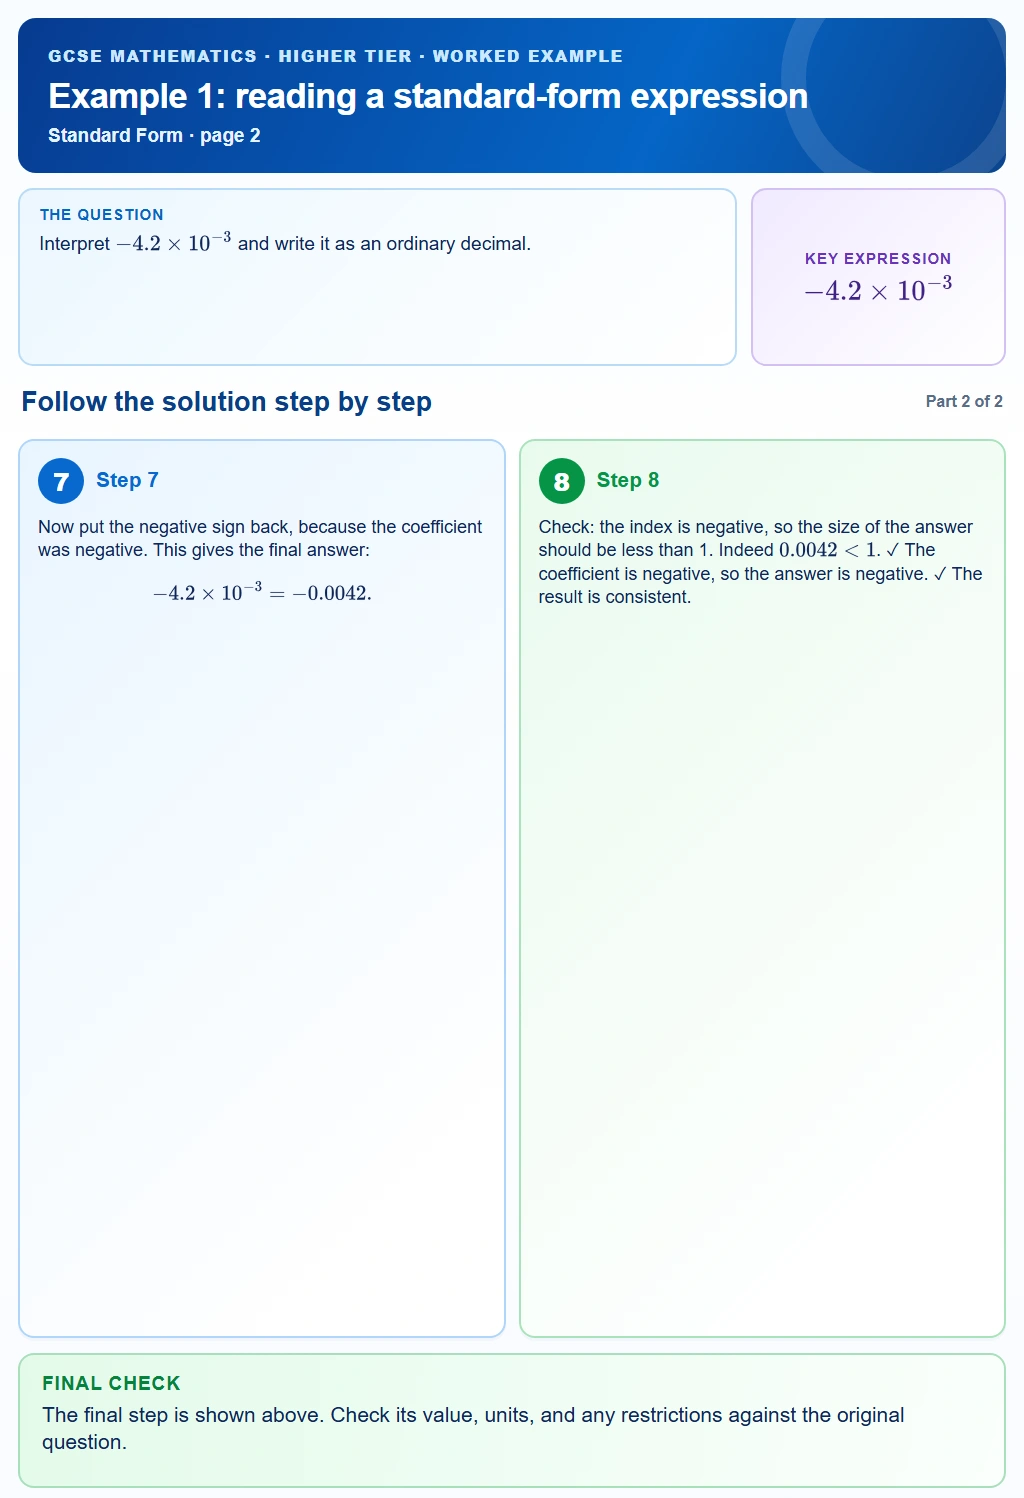 GCSE MATHEMATICS · HIGHER TIER · WORKED EXAMPLE
Example 1: reading a standard-form expression
Standard Form · page 2
THE QUESTION
Interpret −4.2 × 10⁻³ and write it as an ordinary decimal.
KEY EXPRESSION
−4.2 × 10⁻³
Follow the solution step by step
Part 2 of 2
7 Step 7
Now put the negative sign back, because the coefficient
was negative. This gives the final answer:
−4.2 × 10⁻³ = −0.0042.
8 Step 8
Check: the index is negative, so the size of the answer
should be less than 1. Indeed 0.0042 < 1. ✓ The
coefficient is negative, so the answer is negative. ✓ The
result is consistent.
FINAL CHECK
The final step is shown above. Check its value, units, and any restrictions against the original
question.